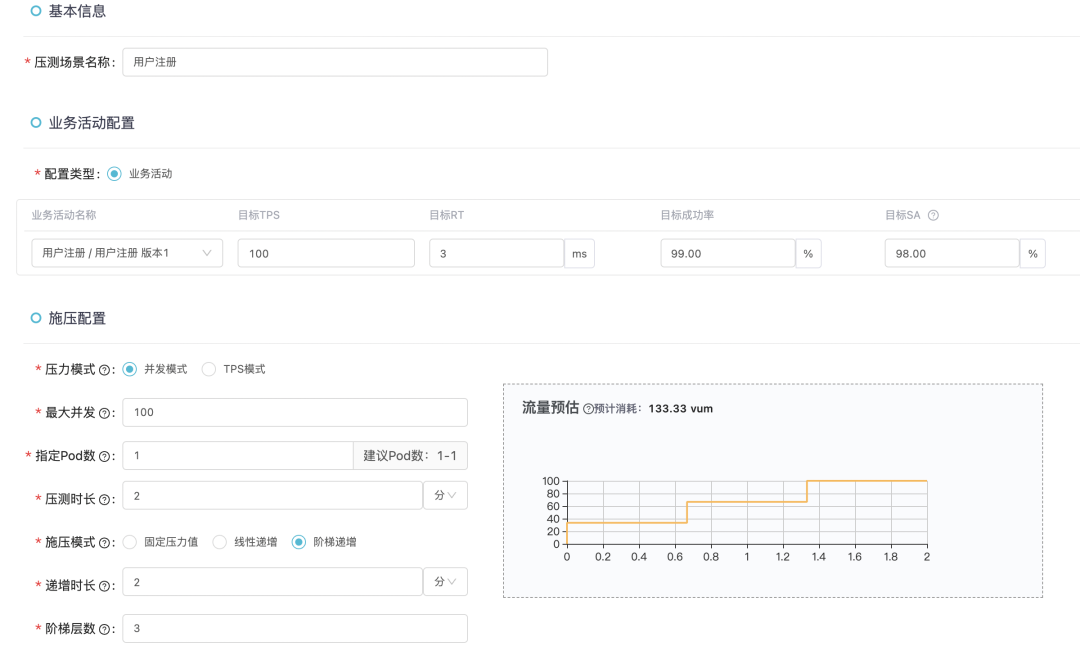 基本信息
* 压测场景名称: 用户注册
业务活动配置
* 配置类型: 业务活动
业务活动名称 目标TPS 目标RT 目标成功率 目标SA ?
用户注册 / 用户注册 版本1 100 3 ms 99.00 % 98.00 %
施压配置
* 压力模式 ?: 并发模式 TPS模式
* 最大并发 ?: 100
* 指定Pod数 ?: 1 建议Pod数: 1-1
* 压测时长 ?: 2 分
* 施压模式 ?: 固定压力值 线性递增 阶梯递增
* 递增时长 ?: 2 分
* 阶梯层数 ?: 3
流量预估 ?预计消耗: 133.33 vum
100
80
60
40
20
0
0 0.2 0.4 0.6 0.8 1 1.2 1.4 1.6 1.8 2